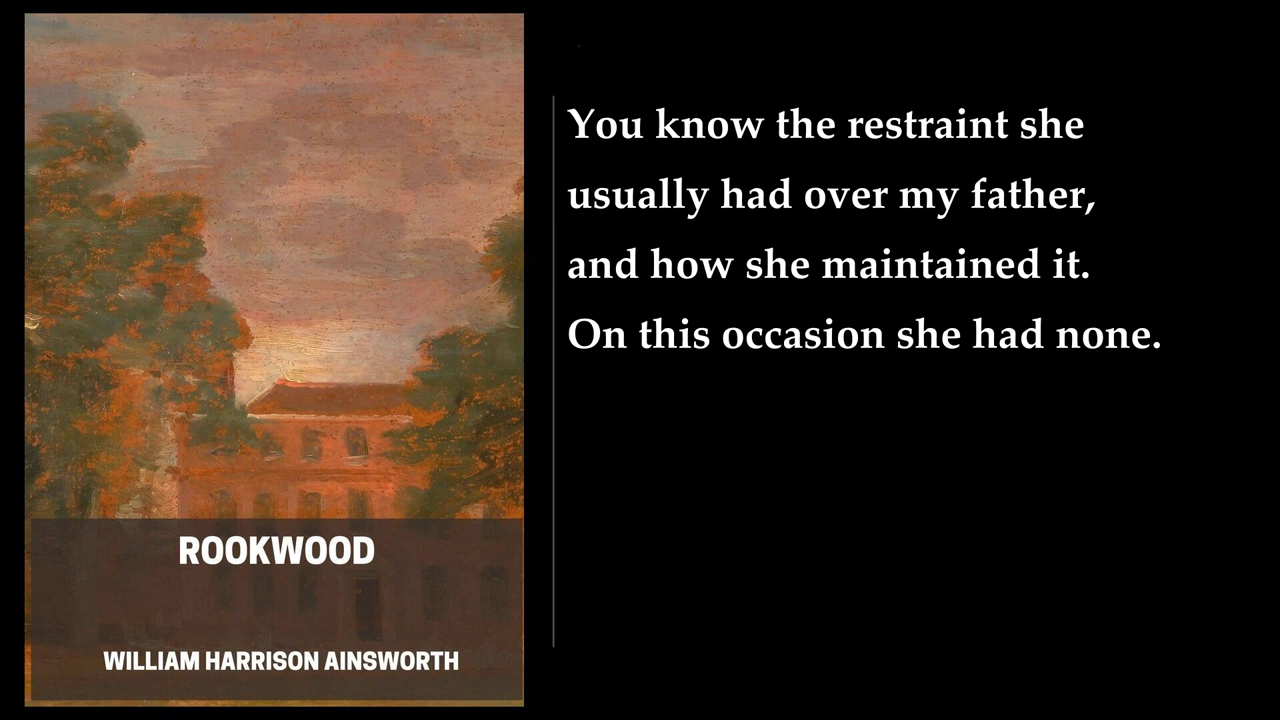 ROOKWOOD
WILLIAM HARRISON AINSWORTH
You know the restraint she
usually had over my father,
and how she maintained it.
On this occasion she had none.